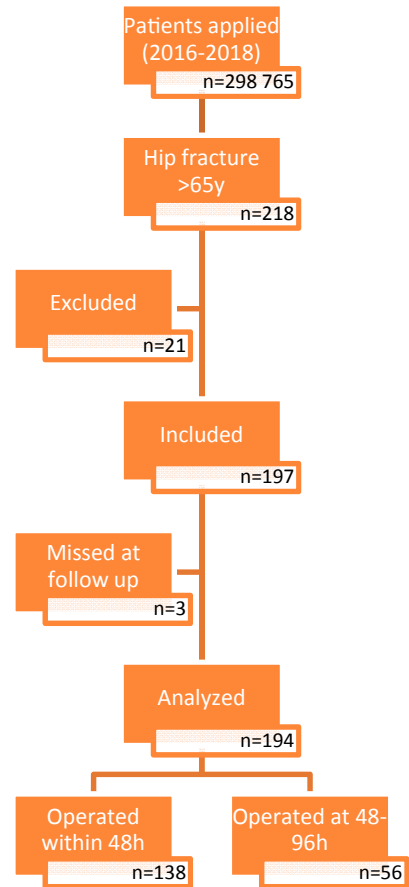 Patients applied
(2016-2018)
n=298 765
Hip fracture
>65y
n=218
Excluded
n=21
Included
n=197
Missed at
follow up
n=3
Analyzed
n=194
Operated
within 48h
n=138
Operated at 48-
96h
n=56